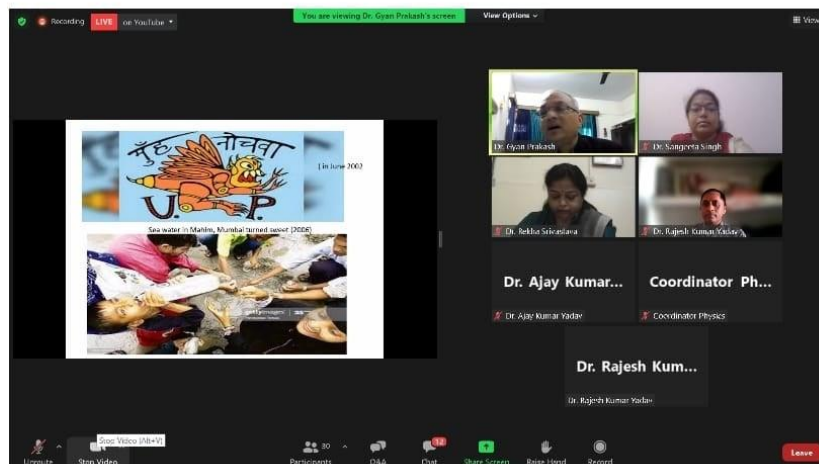 Recording
LIVE
on YouTube
You are viewing Dr. Gyan Prakash's screen
View Options
View
मुँह नोचवा
U.P.
( in June 2002
Sea water in Mahim, Mumbai turned sweet (2006)
gettyimages
Dr. Gyan Prakash
Dr. Sangeeta Singh
Dr. Rekha Srivastava
Dr. Rajesh Kumar Yadav
Dr. Ajay Kumar...
Dr. Ajay Kumar Yadav
Coordinator Ph...
Coordinator Physics
Dr. Rajesh Kum...
Dr. Rajesh Kumar Yadav
Stop Video (Alt+V)
Unmute
Stop Video
30
Participants
Q&A
12
Chat
Share Screen
Raise Hand
Record
Leave